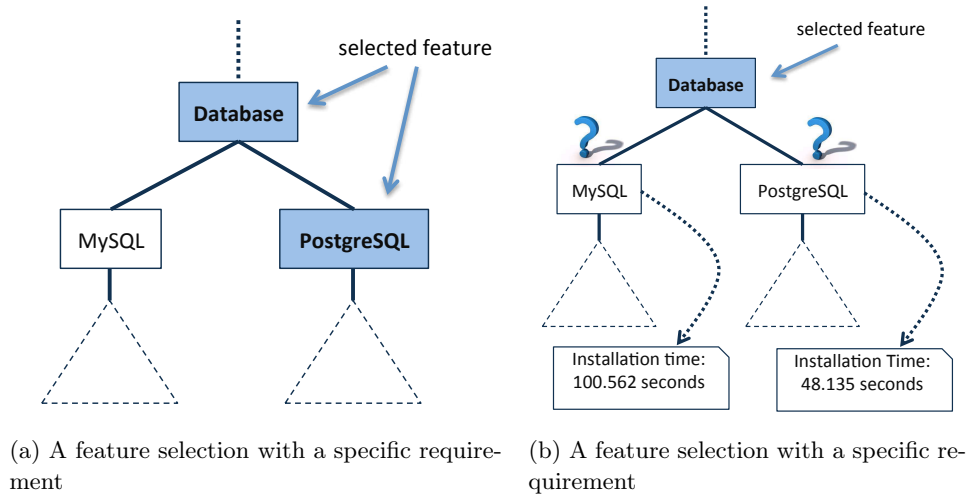 selected feature
Database
MySQL
PostgreSQL
(a) A feature selection with a specific require-
ment
selected feature
Database
?
?
MySQL
PostgreSQL
Installation time:
100.562 seconds
Installation Time:
48.135 seconds
(b) A feature selection with a specific re-
quirement